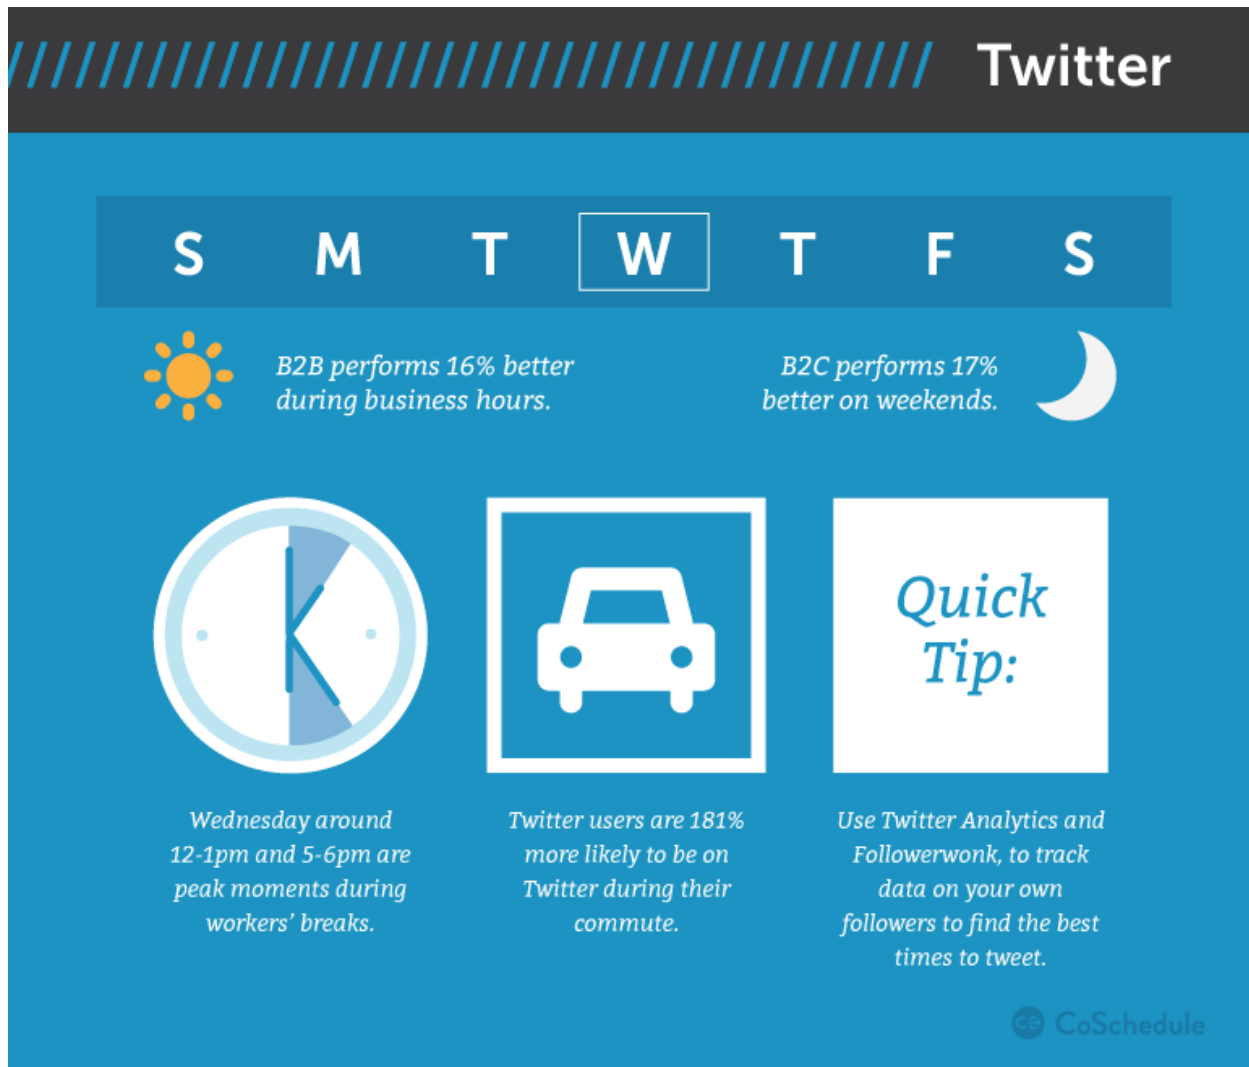 Twitter
S M T W T F S
B2B performs 16% better
during business hours.
B2C performs 17%
better on weekends.
Quick
Tip:
Wednesday around
12-1pm and 5-6pm are
peak moments during
workers' breaks.
Twitter users are 181%
more likely to be on
Twitter during their
commute.
Use Twitter Analytics and
Followerwonk, to track
data on your own
followers to find the best
times to tweet.
CoSchedule